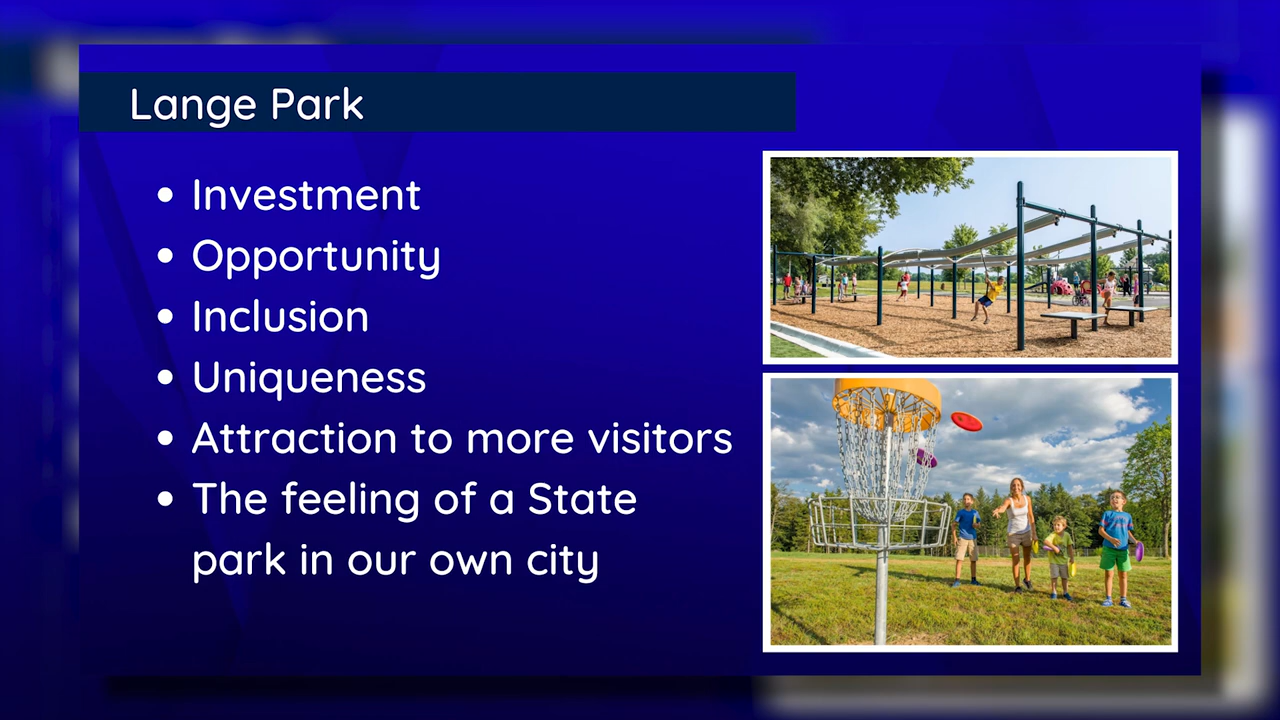 Lange Park
• Investment
• Opportunity
• Inclusion
• Uniqueness
• Attraction to more visitors
• The feeling of a State
park in our own city